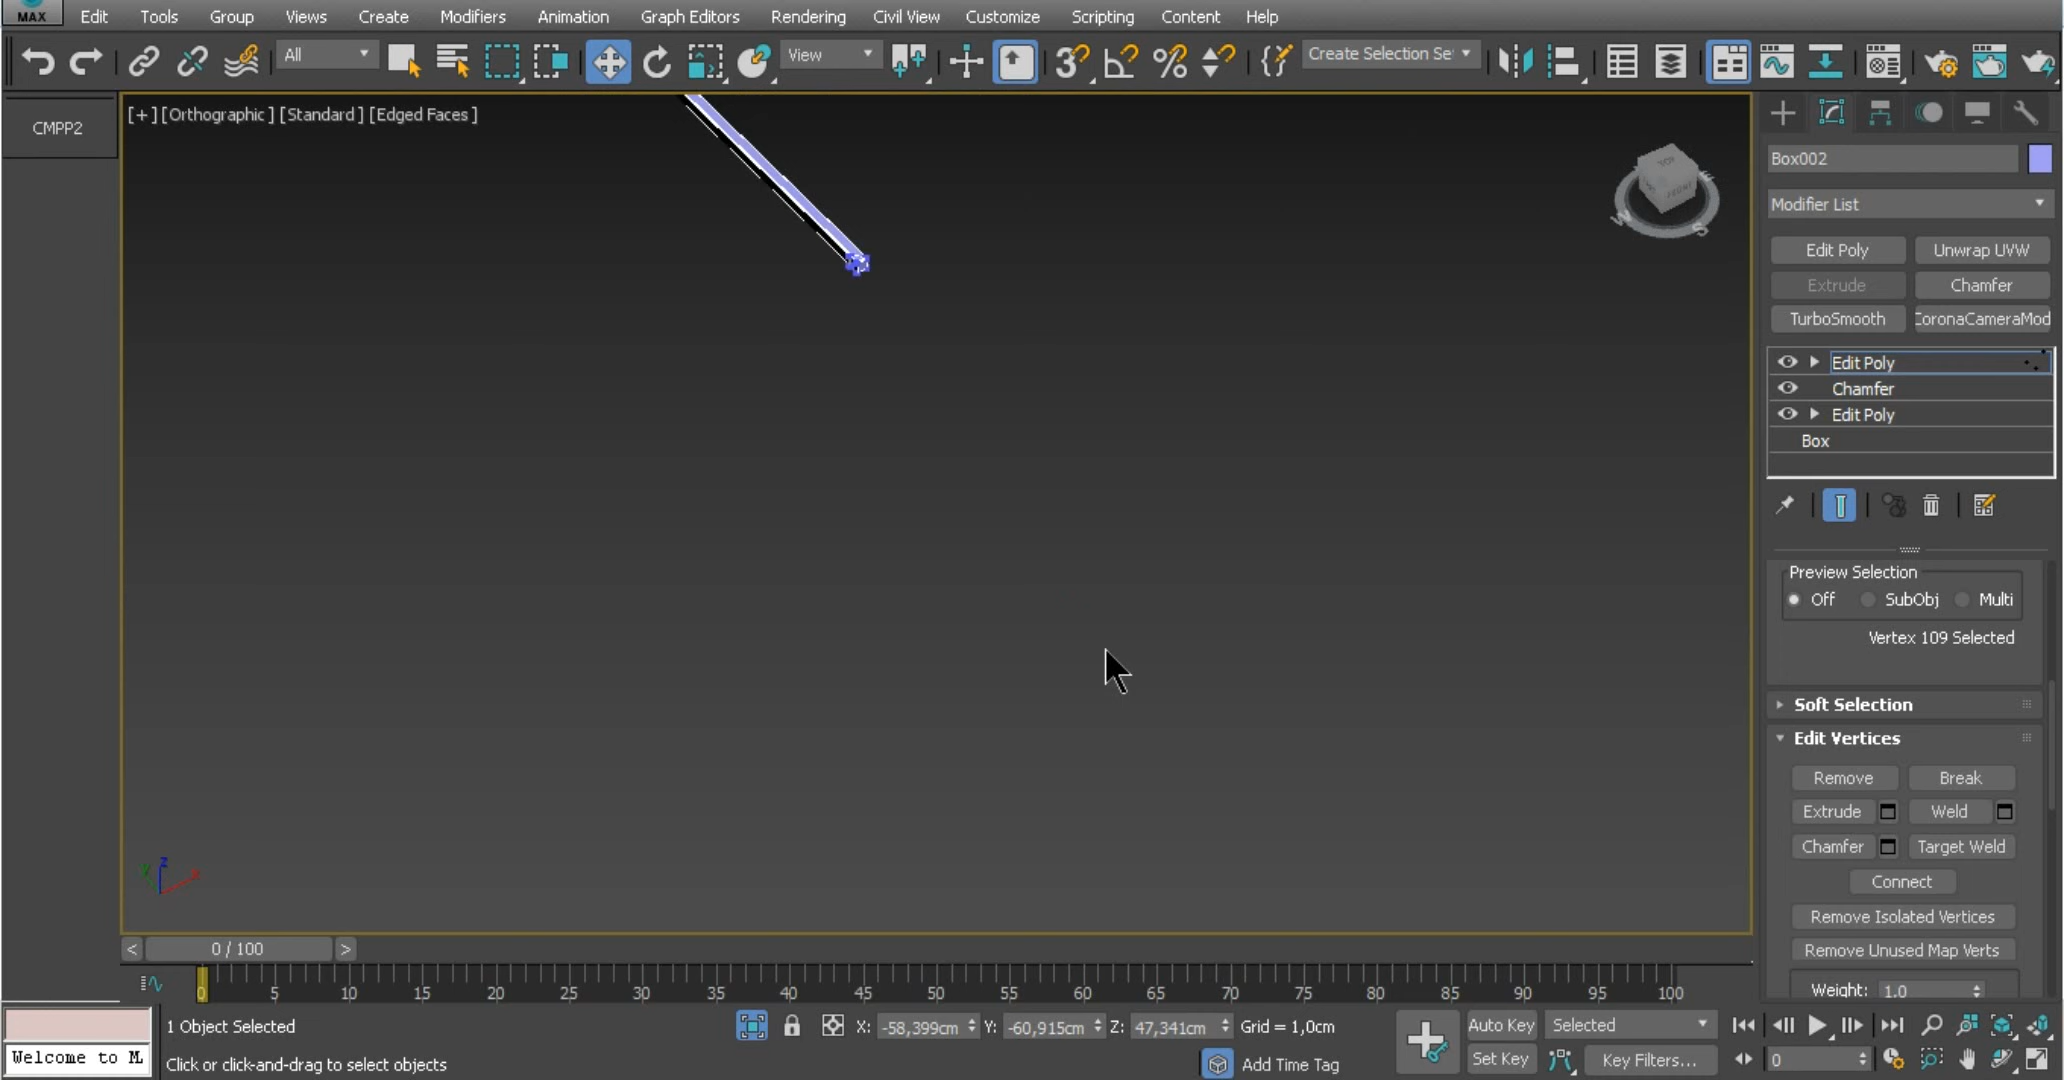 MAX
Edit Tools Group Views Create Modifiers Animation Graph Editors Rendering Civil View Customize Scripting Content Help
All
View
Create Selection Se
CMPP2
[+] [Orthographic ] [Standard ] [Edged Faces ]
TOP
FRONT
W
S
Box002
Modifier List
Edit Poly Unwrap UVW
Extrude Chamfer
TurboSmooth CoronaCameraMod
Edit Poly
Chamfer
Edit Poly
Box
Preview Selection
Off SubObj Multi
Vertex 109 Selected
Soft Selection
Edit Vertices
Remove Break
Extrude Weld
Chamfer Target Weld
Connect
Remove Isolated Vertices
Remove Unused Map Verts
Weight: 1.0
z
y
x
< 0 / 100 >
0 5 10 15 20 25 30 35 40 45 50 55 60 65 70 75 80 85 90 95 100
1 Object Selected
X: -58,399cm Y: -60,915cm Z: 47,341cm Grid = 1,0cm
Auto Key Selected
Welcome to M
Click or click-and-drag to select objects
Add Time Tag
Set Key Key Filters... 0